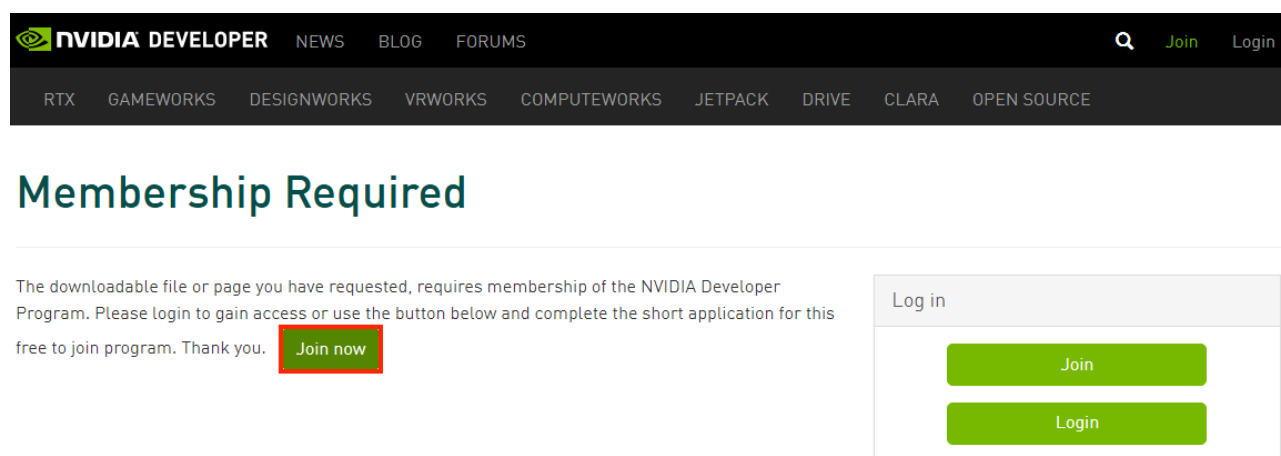 NVIDIA DEVELOPER NEWS BLOG FORUMS Join Login
RTX GAMEWORKS DESIGNWORKS VRWORKS COMPUTEWORKS JETPACK DRIVE CLARA OPEN SOURCE
Membership Required
The downloadable file or page you have requested, requires membership of the NVIDIA Developer
Program. Please login to gain access or use the button below and complete the short application for this
free to join program. Thank you. Join now
Log in
Join
Login